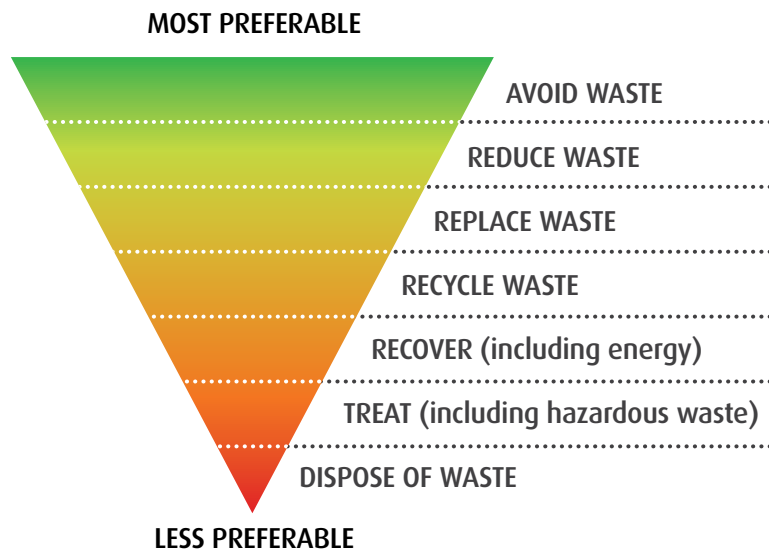 MOST PREFERABLE
AVOID WASTE
REDUCE WASTE
REPLACE WASTE
RECYCLE WASTE
RECOVER (including energy)
TREAT (including hazardous waste)
DISPOSE OF WASTE
LESS PREFERABLE